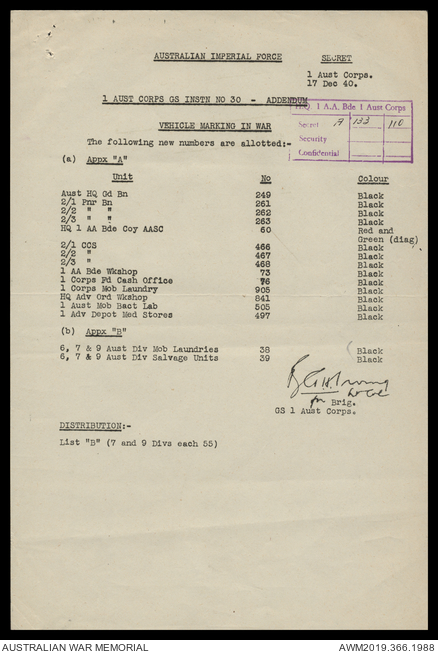 AUSTRALIAN IMPERIAL FORCE SECRET
1 Aust Corps.
17 Dec 40.
1 AUST CORPS GS INSTN NO 30 - ADDENDUM
H.Q. 1 A.A. Bde 1 Aust Corps
Secret A 133 110
Security
Confidential
VEHICLE MARKING IN WAR
The following new numbers are allotted:-
(a) Appx "A"
Unit No Colour
Aust HQ Gd Bn 249 Black
2/1 Pnr Bn 261 Black
2/2 " " 262 Black
2/3 " " 263 Black
HQ 1 AA Bde Coy AASC 60 Red and
Green (diag)
2/1 CCS 466 Black
2/2 " 467 Black
2/3 " 468 Black
1 AA Bde Wkshop 73 Black
1 Corps Fd Cash Office 76 Black
1 Corps Mob Laundry 905 Black
HQ Adv Ord Wkshop 841 Black
1 Aust Mob Bact Lab 505 Black
1 Adv Depot Med Stores 497 Black
(b) Appx "B"
6, 7 & 9 Aust Div Mob Laundries 38 Black
6, 7 & 9 Aust Div Salvage Units 39 Black
for Brig.
GS 1 Aust Corps.
DISTRIBUTION:-
List "B" (7 and 9 Divs each 55)
AUSTRALIAN WAR MEMORIAL AWM2019.366.1988